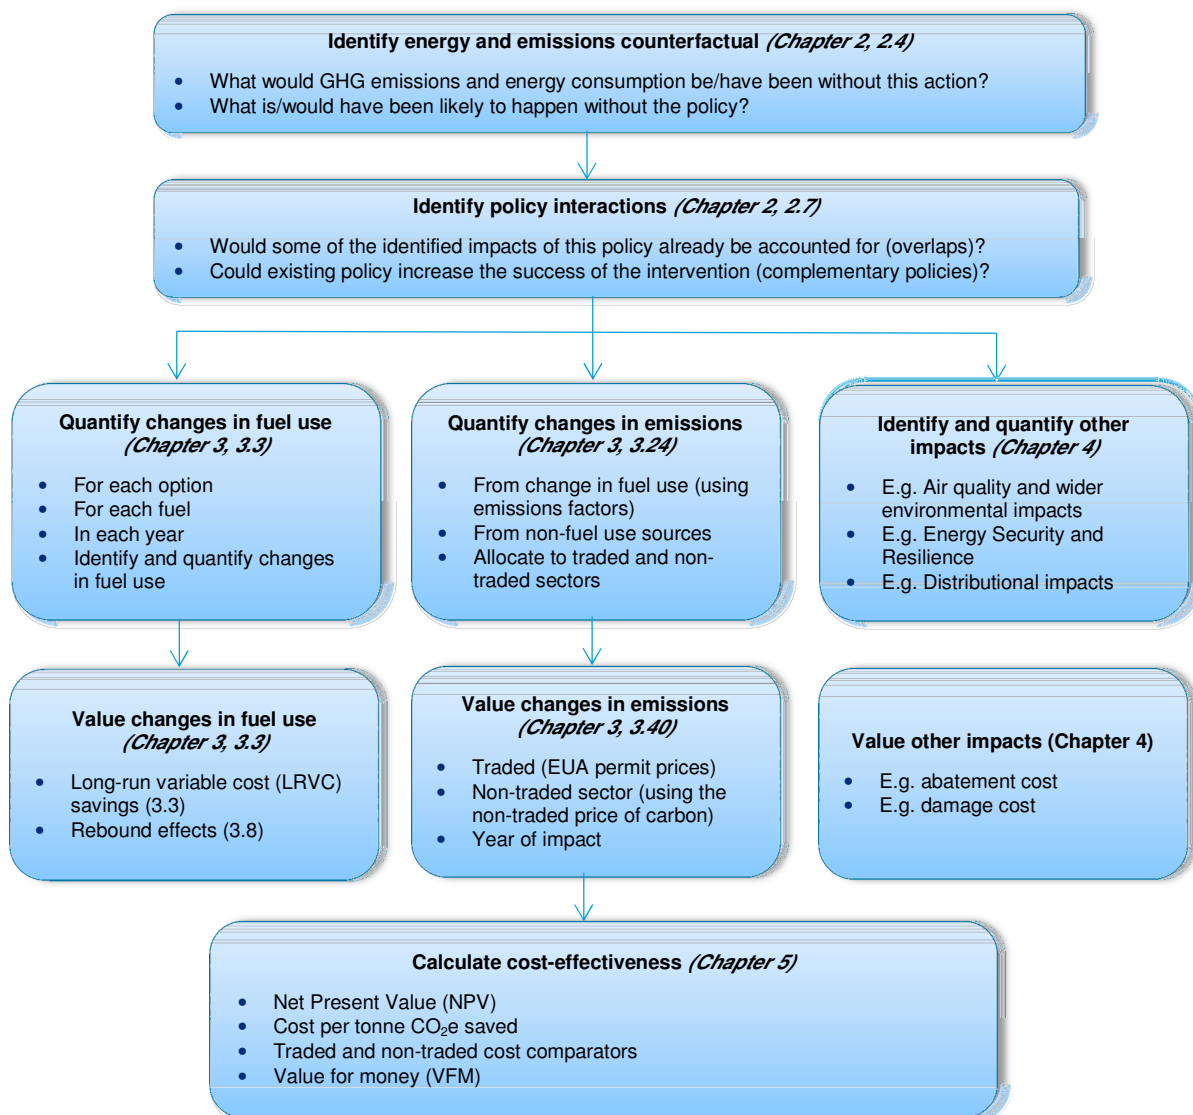 Identify energy and emissions counterfactual (Chapter 2, 2.4)
• What would GHG emissions and energy consumption be/have been without this action?
• What is/would have been likely to happen without the policy?
Identify policy interactions (Chapter 2, 2.7)
• Would some of the identified impacts of this policy already be accounted for (overlaps)?
• Could existing policy increase the success of the intervention (complementary policies)?
Quantify changes in fuel use
(Chapter 3, 3.3)
• For each option
• For each fuel
• In each year
• Identify and quantify changes
in fuel use
Quantify changes in emissions
(Chapter 3, 3.24)
• From change in fuel use (using
emissions factors)
• From non-fuel use sources
• Allocate to traded and non-
traded sectors
Identify and quantify other
impacts (Chapter 4)
• E.g. Air quality and wider
environmental impacts
• E.g. Energy Security and
Resilience
• E.g. Distributional impacts
Value changes in fuel use
(Chapter 3, 3.3)
• Long-run variable cost (LRVC)
savings (3.3)
• Rebound effects (3.8)
Value changes in emissions
(Chapter 3, 3.40)
• Traded (EUA permit prices)
• Non-traded sector (using the
non-traded price of carbon)
• Year of impact
Value other impacts (Chapter 4)
• E.g. abatement cost
• E.g. damage cost
Calculate cost-effectiveness (Chapter 5)
• Net Present Value (NPV)
• Cost per tonne CO₂e saved
• Traded and non-traded cost comparators
• Value for money (VFM)